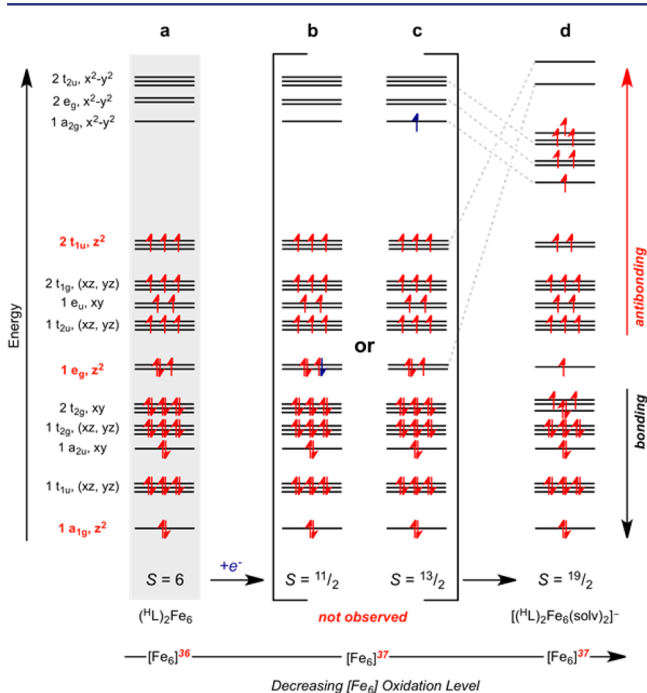 a b c d
2 t2u, x²-y²
2 eg, x²-y²
1 a2g, x²-y²
2 t1u, z²
2 t1g, (xz, yz)
1 eu, xy
1 t2u, (xz, yz)
or
1 eg, z²
2 t2g, xy
1 t2g, (xz, yz)
1 a2u, xy
1 t1u, (xz, yz)
1 a1g, z²
Energy
antibonding
bonding
S = 6 +e- S = 11/2 S = 13/2 S = 19/2
(ᴴL)₂Fe₆ not observed [(ᴴL)₂Fe₆(solv)₂]⁻
[Fe₆]³⁶ [Fe₆]³⁷ [Fe₆]³⁷
Decreasing [Fe₆] Oxidation Level